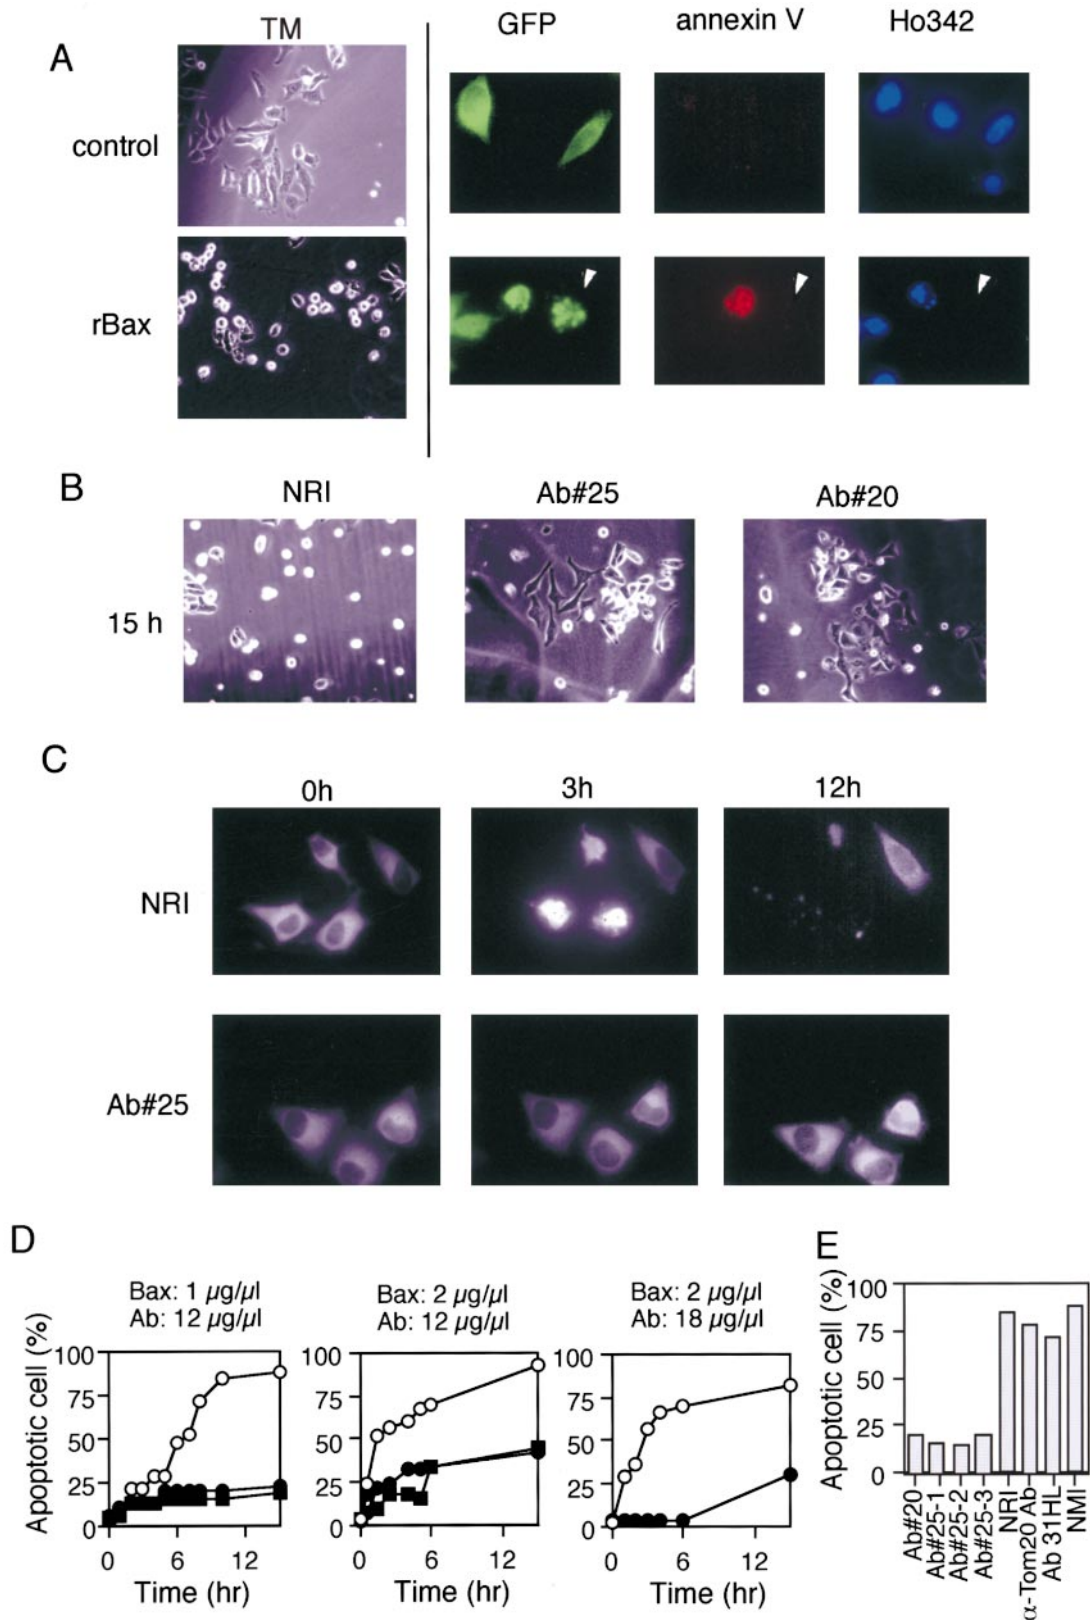 A
TM
GFP
annexin V
Ho342
control
rBax
B
NRI
Ab#25
Ab#20
15 h
C
0h
3h
12h
NRI
Ab#25
D
Bax: 1 µg/µl
Ab: 12 µg/µl
Bax: 2 µg/µl
Ab: 12 µg/µl
Bax: 2 µg/µl
Ab: 18 µg/µl
Apoptotic cell (%)
100
75
50
25
0
0 6 12
Time (hr)
100
75
50
25
0
0 6 12
Time (hr)
100
75
50
25
0
0 6 12
Time (hr)
E
Apoptotic cell (%)
100
75
50
25
0
Ab#20
Ab#25-1
Ab#25-2
Ab#25-3
NRI
α-Tom20 Ab
Ab 31HL
NMI